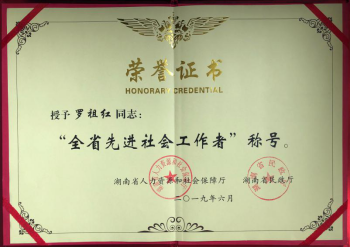 荣誉证书
HONORARY CREDENTIAL
授予罗祖红同志：
“全省先进社会工作者”称号。
湖南省人力资源和社会保障厅 湖南省民政厅
二〇一九年六月